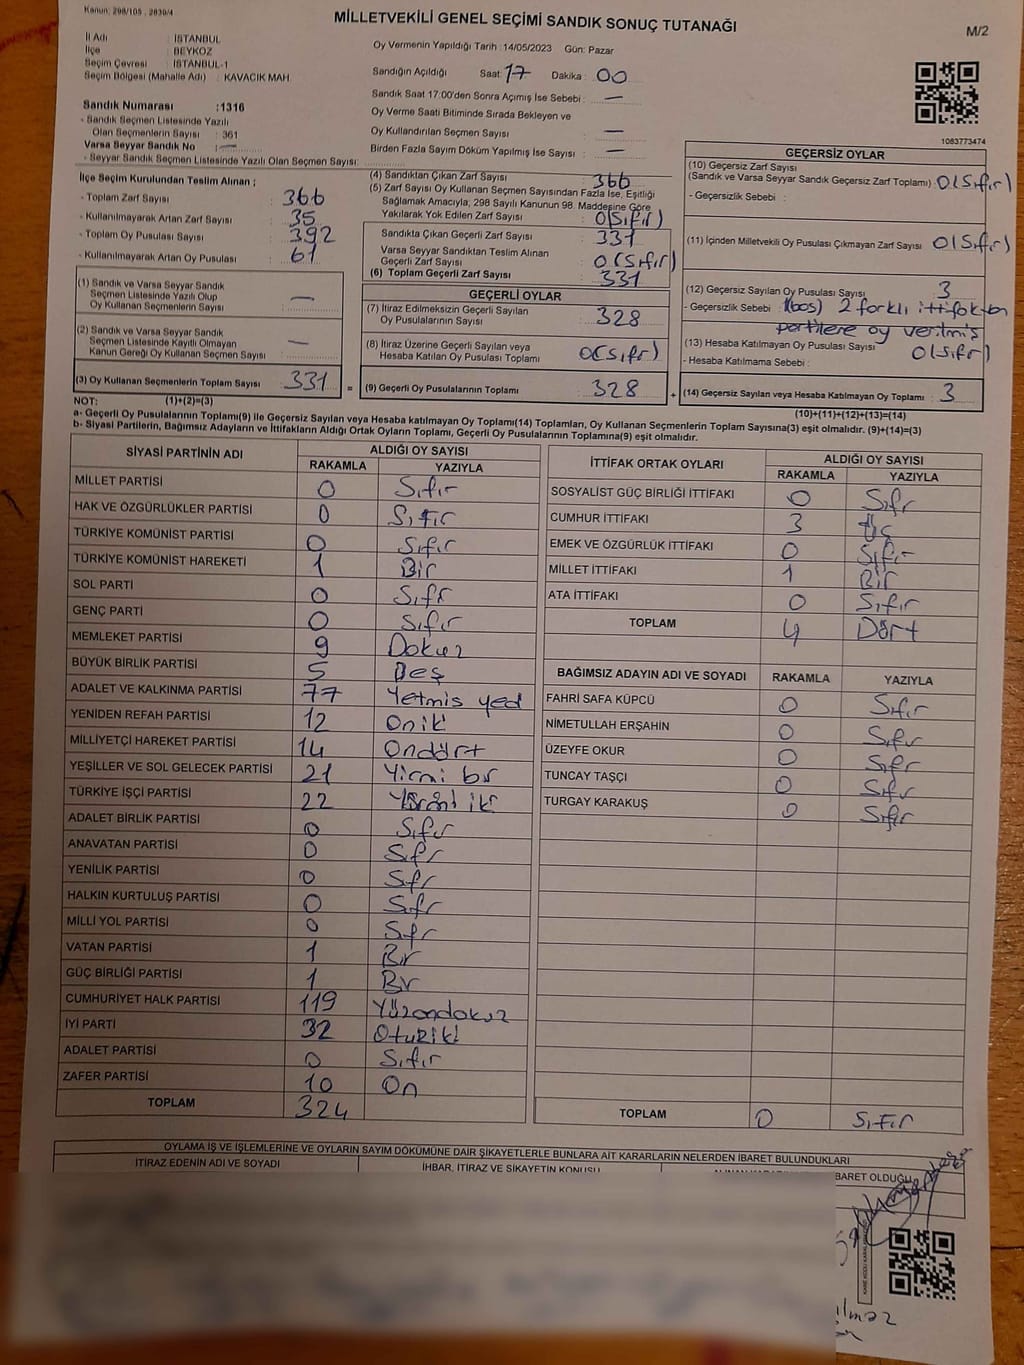 Kanun: 298/105 . 2839/4
MİLLETVEKİLİ GENEL SEÇİMİ SANDIK SONUÇ TUTANAĞI
M/2
İl Adı : İSTANBUL
İlçe : BEYKOZ
Seçim Çevresi : İSTANBUL-1
Seçim Bölgesi (Mahalle Adı) : KAVACIK MAH.
Sandık Numarası :1316
- Sandık Seçmen Listesinde Yazılı
Olan Seçmenlerin Sayısı : 361
Varsa Seyyar Sandık No : —
- Seyyar Sandık Seçmen Listesinde Yazılı Olan Seçmen Sayısı:
Oy Vermenin Yapıldığı Tarih :14/05/2023 Gün: Pazar
Sandığın Açıldığı Saat: 17 Dakika : 00
Sandık Saat 17:00'den Sonra Açılmış İse Sebebi : —
Oy Verme Saati Bitiminde Sırada Bekleyen ve
Oy Kullandırılan Seçmen Sayısı : —
Birden Fazla Sayım Döküm Yapılmış İse Sayısı : —
1083773474
İlçe Seçim Kurulundan Teslim Alınan ;
- Toplam Zarf Sayısı : 366
- Kullanılmayarak Artan Zarf Sayısı : 35
- Toplam Oy Pusulası Sayısı : 392
- Kullanılmayarak Artan Oy Pusulası : 61
(1) Sandık ve Varsa Seyyar Sandık
Seçmen Listesinde Yazılı Olup
Oy Kullanan Seçmenlerin Sayısı : —
(2) Sandık ve Varsa Seyyar Sandık
Seçmen Listesinde Kayıtlı Olmayan
Kanun Gereği Oy Kullanan Seçmen Sayısı : —
(3) Oy Kullanan Seçmenlerin Toplam Sayısı : 331
(4) Sandıktan Çıkan Zarf Sayısı : 366
(5) Zarf Sayısı Oy Kullanan Seçmen Sayısından Fazla İse, Eşitliği
Sağlamak Amacıyla, 298 Sayılı Kanunun 98. Maddesine Göre
Yakılarak Yok Edilen Zarf Sayısı : 0(Sıfır)
Sandıkta Çıkan Geçerli Zarf Sayısı : 331
Varsa Seyyar Sandıktan Teslim Alınan
Geçerli Zarf Sayısı : 0(Sıfır)
(6) Toplam Geçerli Zarf Sayısı : 331
GEÇERLİ OYLAR
(7) İtiraz Edilmeksizin Geçerli Sayılan
Oy Pusulalarının Sayısı : 328
(8) İtiraz Üzerine Geçerli Sayılan veya
Hesaba Katılan Oy Pusulası Toplamı : 0(Sıfır)
= (9) Geçerli Oy Pusulalarının Toplamı : 328
GEÇERSİZ OYLAR
(10) Geçersiz Zarf Sayısı
(Sandık ve Varsa Seyyar Sandık Geçersiz Zarf Toplamı) : 0(Sıfır)
- Geçersizlik Sebebi :
(11) İçinden Milletvekili Oy Pusulası Çıkmayan Zarf Sayısı : 0(Sıfır)
(12) Geçersiz Sayılan Oy Pusulası Sayısı : 3
- Geçersizlik Sebebi : 1(boş) 2 farklı ittifaktan
partilere oy verilmiş
(13) Hesaba Katılmayan Oy Pusulası Sayısı : 0(Sıfır)
- Hesaba Katılmama Sebebi :
+ (14) Geçersiz Sayılan veya Hesaba Katılmayan Oy Toplamı : 3
NOT: (1)+(2)=(3)
(10)+(11)+(12)+(13)=(14)
a- Geçerli Oy Pusulalarının Toplamı(9) ile Geçersiz Sayılan veya Hesaba katılmayan Oy Toplamı(14) Toplamları, Oy Kullanan Seçmenlerin Toplam Sayısına(3) eşit olmalıdır. (9)+(14)=(3)
b- Siyasi Partilerin, Bağımsız Adayların ve İttifakların Aldığı Ortak Oyların Toplamı, Geçerli Oy Pusulalarının Toplamına(9) eşit olmalıdır.
SİYASİ PARTİNİN ADI ALDIĞI OY SAYISI
RAKAMLA YAZIYLA
MİLLET PARTİSİ 0 Sıfır
HAK VE ÖZGÜRLÜKLER PARTİSİ 0 Sıfır
TÜRKİYE KOMÜNİST PARTİSİ 0 Sıfır
TÜRKİYE KOMÜNİST HAREKETİ 1 Bir
SOL PARTİ 0 Sıfır
GENÇ PARTİ 0 Sıfır
MEMLEKET PARTİSİ 9 Dokuz
BÜYÜK BİRLİK PARTİSİ 5 Beş
ADALET VE KALKINMA PARTİSİ 77 Yetmis yed
YENİDEN REFAH PARTİSİ 12 Oniki
MİLLİYETÇİ HAREKET PARTİSİ 14 Ondört
YEŞİLLER VE SOL GELECEK PARTİSİ 21 Yirmi bir
TÜRKİYE İŞÇİ PARTİSİ 22 iki
ADALET BİRLİK PARTİSİ 0 Sıfır
ANAVATAN PARTİSİ 0 Sıfr
YENİLİK PARTİSİ 0 Sıfr
HALKIN KURTULUŞ PARTİSİ 0 Sıfr
MİLLİ YOL PARTİSİ 0 Sıfr
VATAN PARTİSİ 1 Bir
GÜÇ BİRLİĞİ PARTİSİ 1 Bir
CUMHURİYET HALK PARTİSİ 119 Yüzondokuz
İYİ PARTİ 32 Otuziki
ADALET PARTİSİ 0 Sıfır
ZAFER PARTİSİ 10 On
TOPLAM 324
İTTİFAK ORTAK OYLARI ALDIĞI OY SAYISI
RAKAMLA YAZIYLA
SOSYALİST GÜÇ BİRLİĞİ İTTİFAKI 0 Sıfr
CUMHUR İTTİFAKI 3 Üç
EMEK VE ÖZGÜRLÜK İTTİFAKI 0 Sıfır
MİLLET İTTİFAKI 1 Bir
ATA İTTİFAKI 0 Sıfır
TOPLAM 4 Dört
BAĞIMSIZ ADAYIN ADI VE SOYADI RAKAMLA YAZIYLA
FAHRİ SAFA KÜPCÜ 0 Sıfır
NİMETULLAH ERŞAHİN 0 Sıfır
ÜZEYFE OKUR 0 Sıfr
TUNCAY TAŞÇI 0 Sıfır
TURGAY KARAKUŞ 0 Sıfır
TOPLAM 0 Sıfır
OYLAMA İŞ VE İŞLEMLERİNE VE OYLARIN SAYIM DÖKÜMÜNE DAİR ŞİKAYETLERLE BUNLARA AİT KARARLARIN NELERDEN İBARET BULUNDUKLARI
İTİRAZ EDENİN ADI VE SOYADI İHBAR, İTİRAZ VE ŞİKAYETİN KONUSU